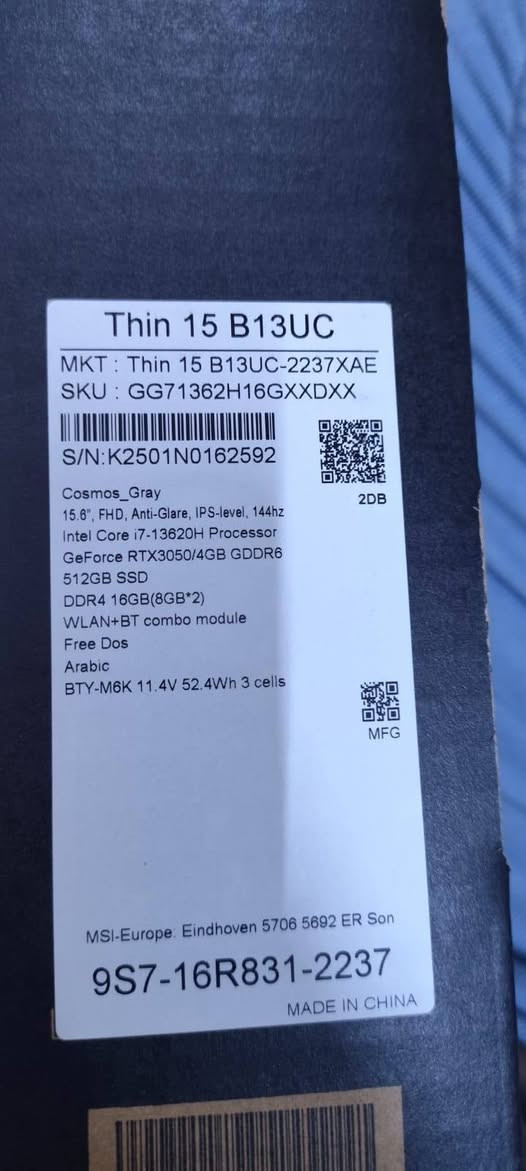 Thin 15 B13UC
MKT : Thin 15 B13UC-2237XAE
SKU : GG71362H16GXXDXX
S/N:K2501N0162592
2DB
Cosmos_Gray
15.6", FHD, Anti-Glare, IPS-level, 144hz
Intel Core i7-13620H Processor
GeForce RTX3050/4GB GDDR6
512GB SSD
DDR4 16GB(8GB*2)
WLAN+BT combo module
Free Dos
Arabic
BTY-M6K 11.4V 52.4Wh 3 cells
MFG
MSI-Europe: Eindhoven 5706 5692 ER Son
9S7-16R831-2237
MADE IN CHINA